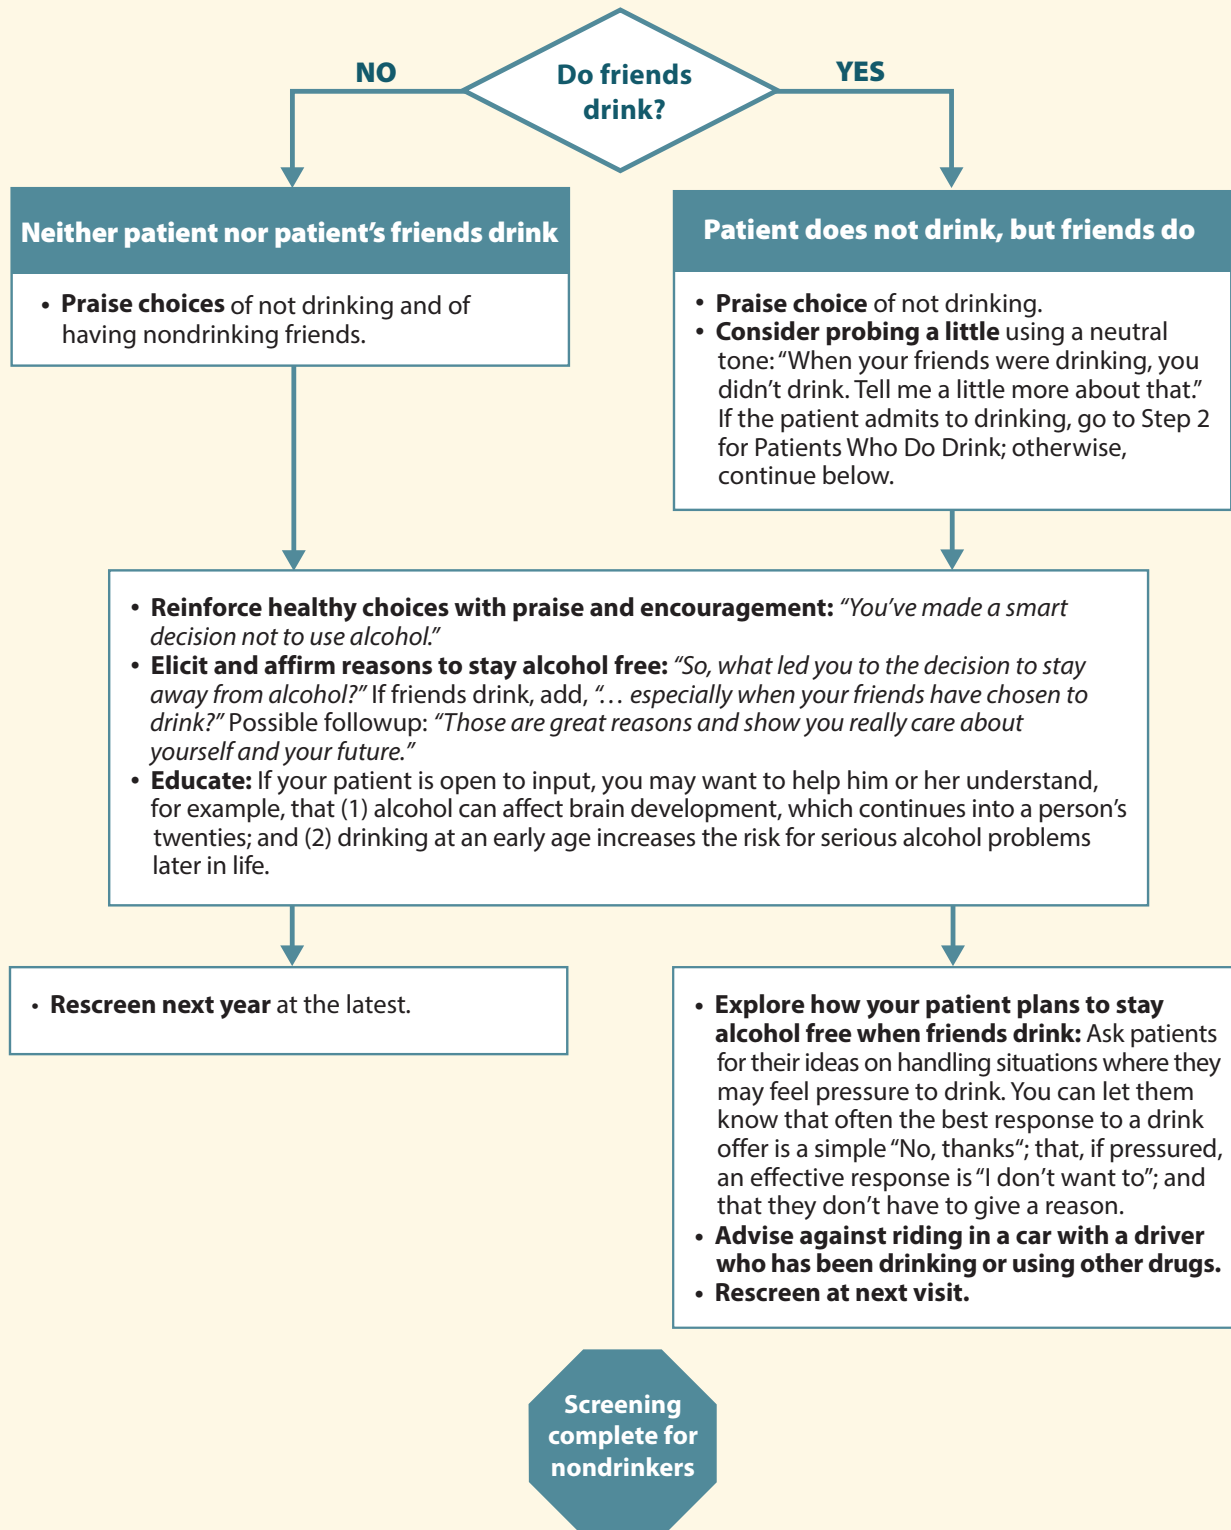 Do friends
drink?
NO
YES
Neither patient nor patient’s friends drink
• Praise choices of not drinking and of
having nondrinking friends.
Patient does not drink, but friends do
• Praise choice of not drinking.
• Consider probing a little using a neutral
tone: “When your friends were drinking, you
didn’t drink. Tell me a little more about that.”
If the patient admits to drinking, go to Step 2
for Patients Who Do Drink; otherwise,
continue below.
• Reinforce healthy choices with praise and encouragement: “You’ve made a smart
decision not to use alcohol.”
• Elicit and affirm reasons to stay alcohol free: “So, what led you to the decision to stay
away from alcohol?” If friends drink, add, “… especially when your friends have chosen to
drink?” Possible followup: “Those are great reasons and show you really care about
yourself and your future.”
• Educate: If your patient is open to input, you may want to help him or her understand,
for example, that (1) alcohol can affect brain development, which continues into a person’s
twenties; and (2) drinking at an early age increases the risk for serious alcohol problems
later in life.
• Rescreen next year at the latest.
• Explore how your patient plans to stay
alcohol free when friends drink: Ask patients
for their ideas on handling situations where they
may feel pressure to drink. You can let them
know that often the best response to a drink
offer is a simple “No, thanks“; that, if pressured,
an effective response is “I don’t want to”; and
that they don’t have to give a reason.
• Advise against riding in a car with a driver
who has been drinking or using other drugs.
• Rescreen at next visit.
Screening
complete for
nondrinkers